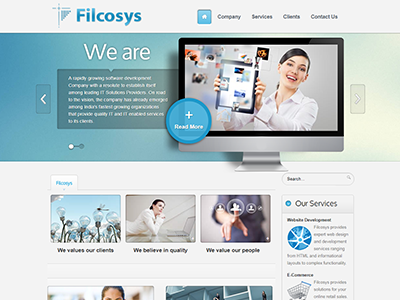 Filcosys
Company
Services
Clients
Contact Us
We are
A rapidly growing software development
Company with a resolute to establish itself
among leading IT Solutions Providers. On road
to the vision, the company has already emerged
among India's fastest growing organizations
that provide quality IT and IT enabled services
to its clients.
+
Read More
Filcosys
Search...
We values our clients
We believe in quality
We value our people
Our Services
Website Development
Filcosys provides
expert web design
and development
services ranging
from HTML and
informational
layouts to complex functionality.
E-Commerce
Filcosys provides
solutions for your
online retail sales